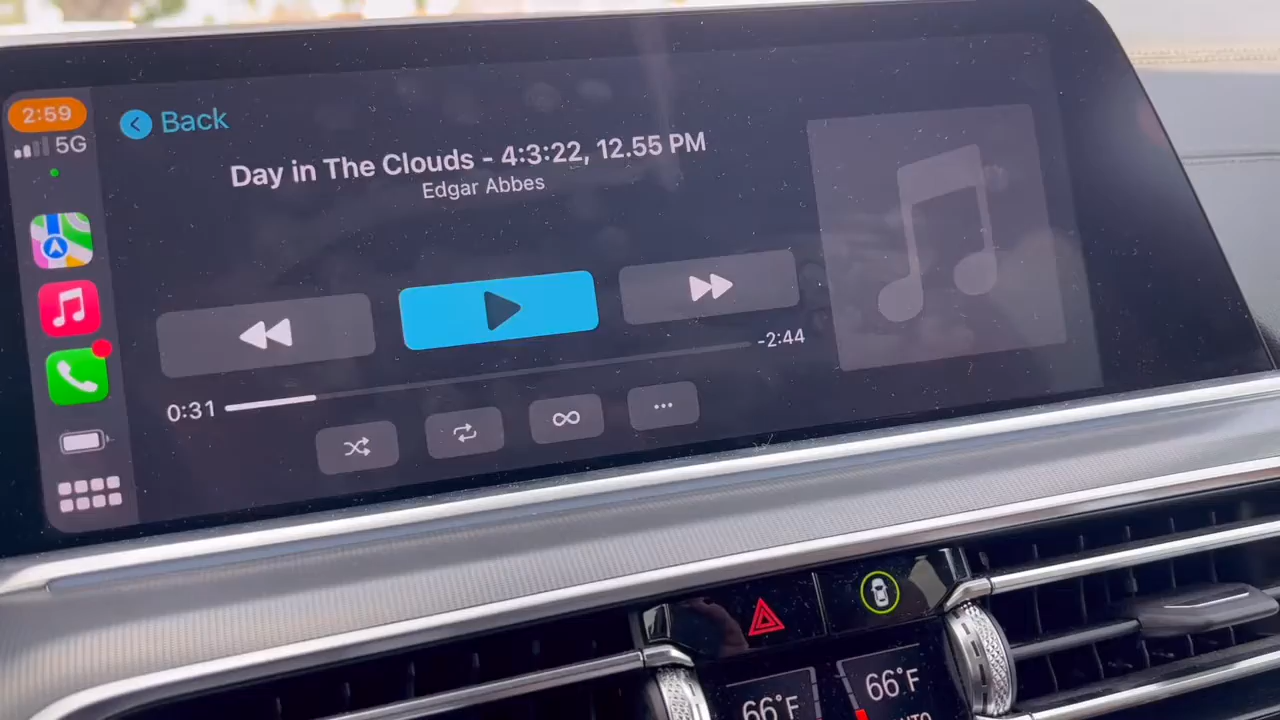 2:59
5G
Back
Day in The Clouds - 4:3:22, 12.55 PM
Edgar Abbes
-2:44
0:31
66°F
66°F
AUTO